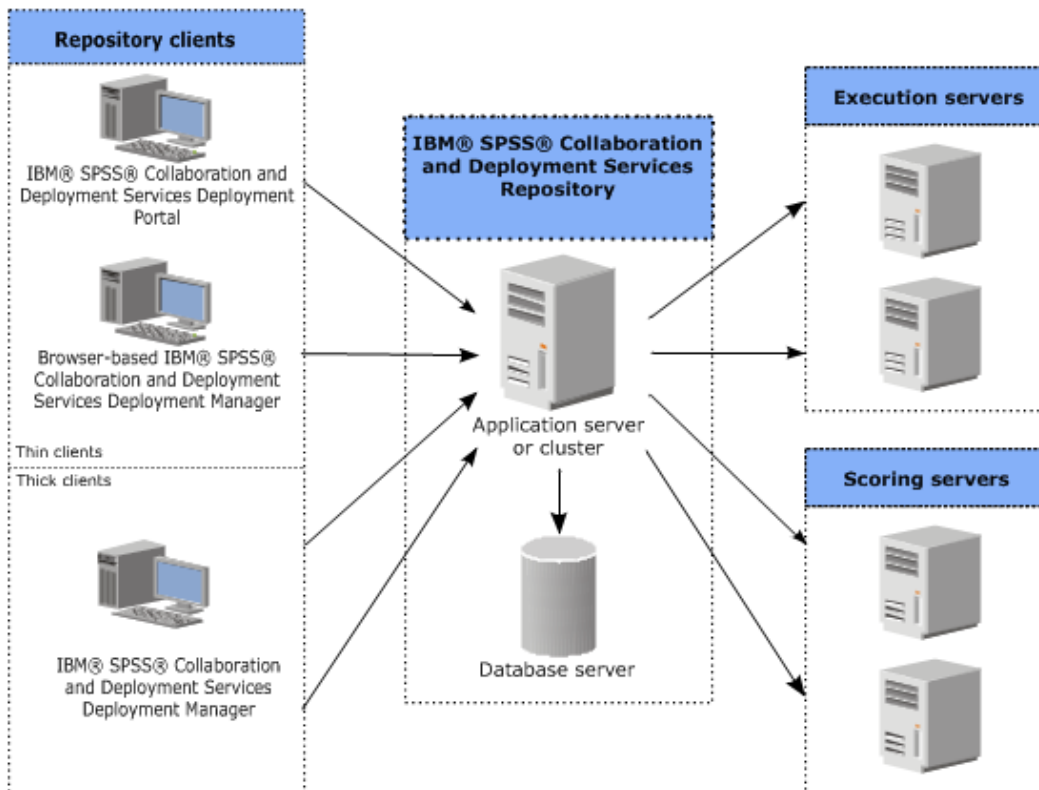 Repository clients
IBM® SPSS® Collaboration and
Deployment Services Deployment
Portal
Browser-based IBM® SPSS®
Collaboration and Deployment
Services Deployment Manager
Thin clients
Thick clients
IBM® SPSS® Collaboration
and Deployment Services
Deployment Manager
IBM® SPSS® Collaboration
and Deployment Services
Repository
Application server
or cluster
Database server
Execution servers
Scoring servers